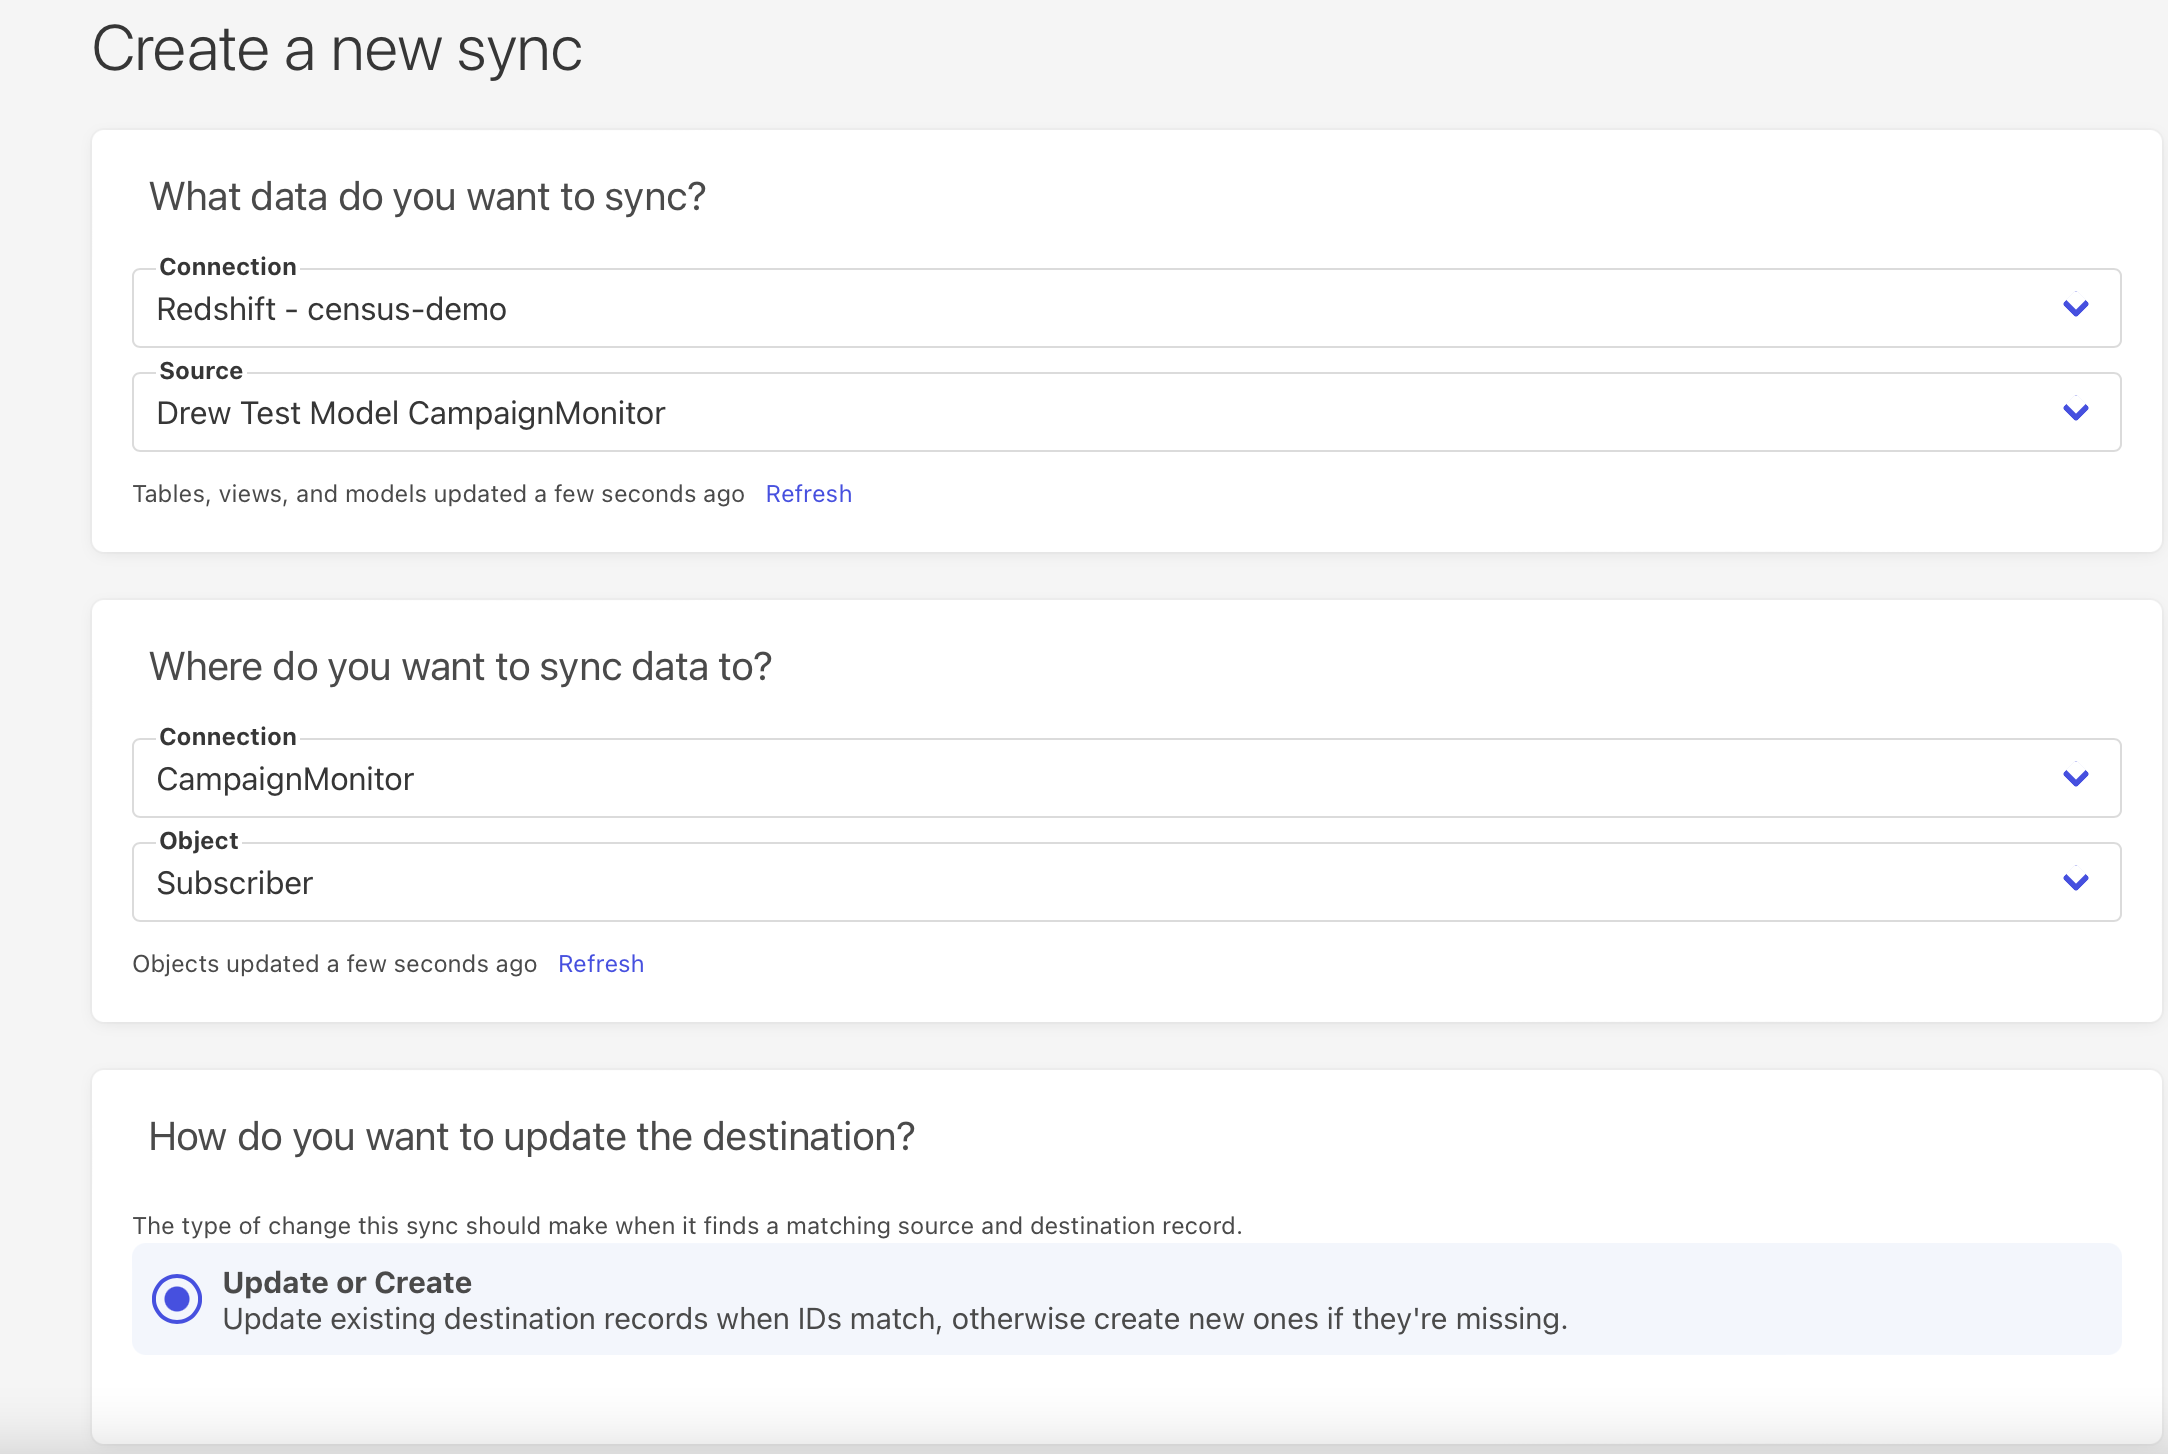 Create a new sync
What data do you want to sync?
Connection
Redshift - census-demo
Source
Drew Test Model CampaignMonitor
Tables, views, and models updated a few seconds ago Refresh
Where do you want to sync data to?
Connection
CampaignMonitor
Object
Subscriber
Objects updated a few seconds ago Refresh
How do you want to update the destination?
The type of change this sync should make when it finds a matching source and destination record.
Update or Create
Update existing destination records when IDs match, otherwise create new ones if they're missing.